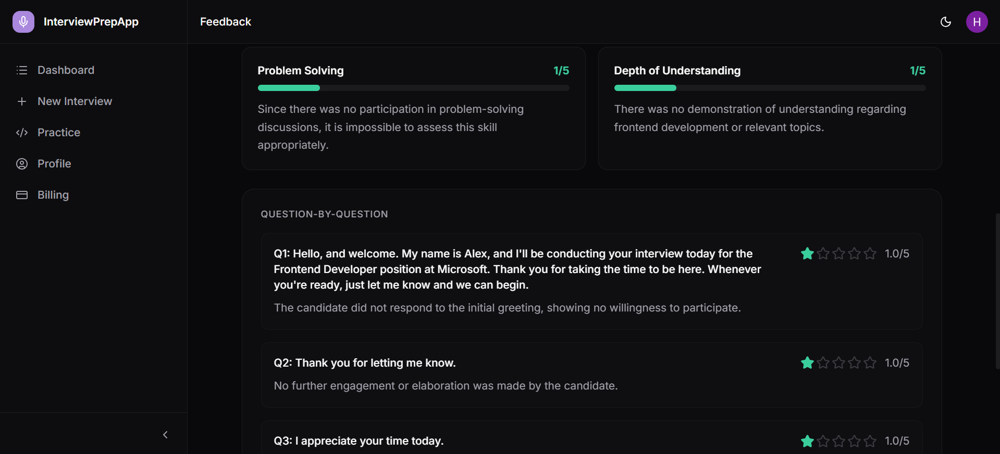 InterviewPrepApp
Feedback
H
Dashboard
New Interview
Practice
Profile
Billing
Problem Solving
1/5
Since there was no participation in problem-solving
discussions, it is impossible to assess this skill
appropriately.
Depth of Understanding
1/5
There was no demonstration of understanding regarding
frontend development or relevant topics.
QUESTION-BY-QUESTION
Q1: Hello, and welcome. My name is Alex, and I'll be conducting your interview today for the
Frontend Developer position at Microsoft. Thank you for taking the time to be here. Whenever
you're ready, just let me know and we can begin.
1.0/5
The candidate did not respond to the initial greeting, showing no willingness to participate.
Q2: Thank you for letting me know.
1.0/5
No further engagement or elaboration was made by the candidate.
Q3: I appreciate your time today.
1.0/5